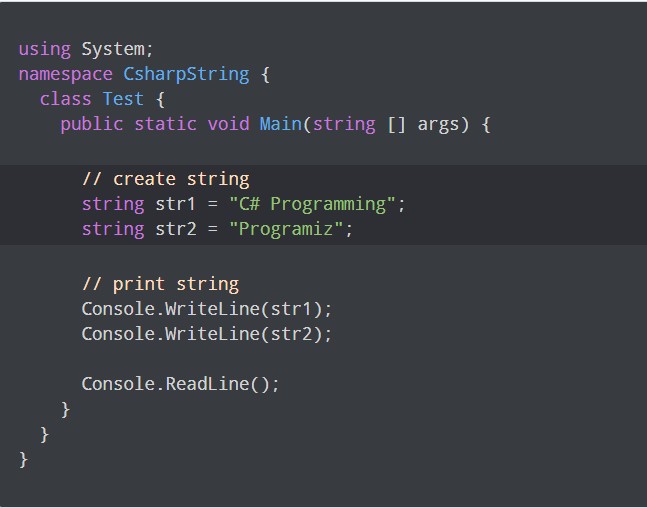 using System;
namespace CsharpString {
  class Test {
    public static void Main(string [] args) {

      // create string
      string str1 = "C# Programming";
      string str2 = "Programiz";

      // print string
      Console.WriteLine(str1);
      Console.WriteLine(str2);

      Console.ReadLine();
    }
  }
}